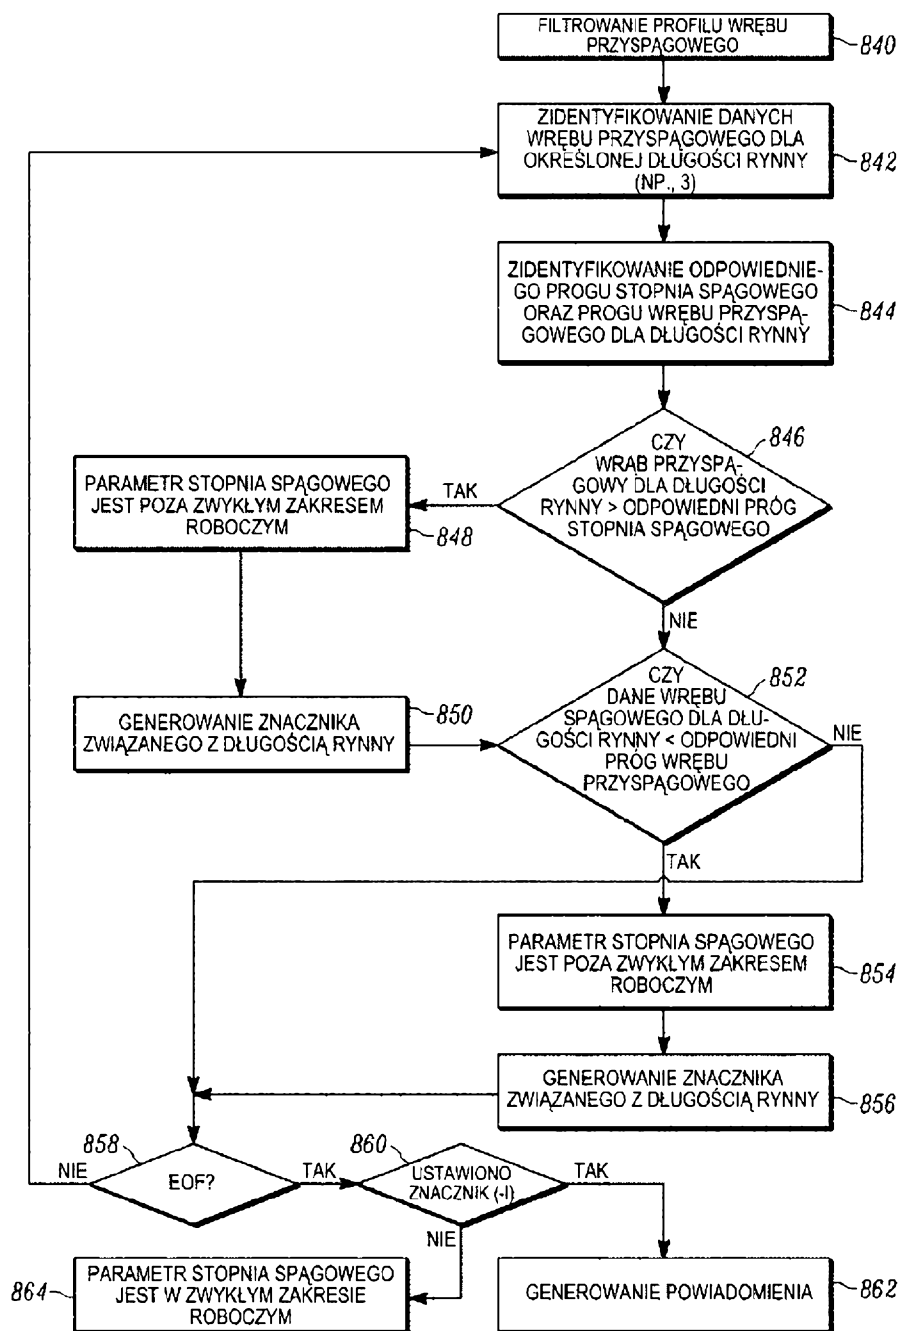 FILTROWANIE PROFILU WRĘBU
PRZYSPĄGOWEGO
840
ZIDENTYFIKOWANIE DANYCH
WRĘBU PRZYSPĄGOWEGO DLA
OKREŚLONEJ DŁUGOŚCI RYNNY
(NP., 3)
842
ZIDENTYFIKOWANIE ODPOWIEDNIE-
GO PROGU STOPNIA SPĄGOWEGO
ORAZ PROGU WRĘBU PRZYSPĄ-
GOWEGO DLA DŁUGOŚCI RYNNY
844
CZY
WRĄB PRZYSPĄ-
GOWY DLA DŁUGOŚCI
RYNNY > ODPOWIEDNI PRÓG
STOPNIA SPĄGOWEGO
846
TAK
NIE
PARAMETR STOPNIA SPĄGOWEGO
JEST POZA ZWYKŁYM ZAKRESEM
ROBOCZYM
848
GENEROWANIE ZNACZNIKA
ZWIĄZANEGO Z DŁUGOŚCIĄ RYNNY
850
CZY
DANE WRĘBU
SPĄGOWEGO DLA DŁU-
GOŚCI RYNNY < ODPOWIEDNI
PRÓG WRĘBU
PRZYSPĄGOWEGO
852
NIE
TAK
PARAMETR STOPNIA SPĄGOWEGO
JEST POZA ZWYKŁYM ZAKRESEM
ROBOCZYM
854
GENEROWANIE ZNACZNIKA
ZWIĄZANEGO Z DŁUGOŚCIĄ RYNNY
856
858
EOF?
NIE
TAK
860
USTAWIONO
ZNACZNIK (-I)
TAK
NIE
PARAMETR STOPNIA SPĄGOWEGO
JEST W ZWYKŁYM ZAKRESIE
ROBOCZYM
864
GENEROWANIE POWIADOMIENIA
862